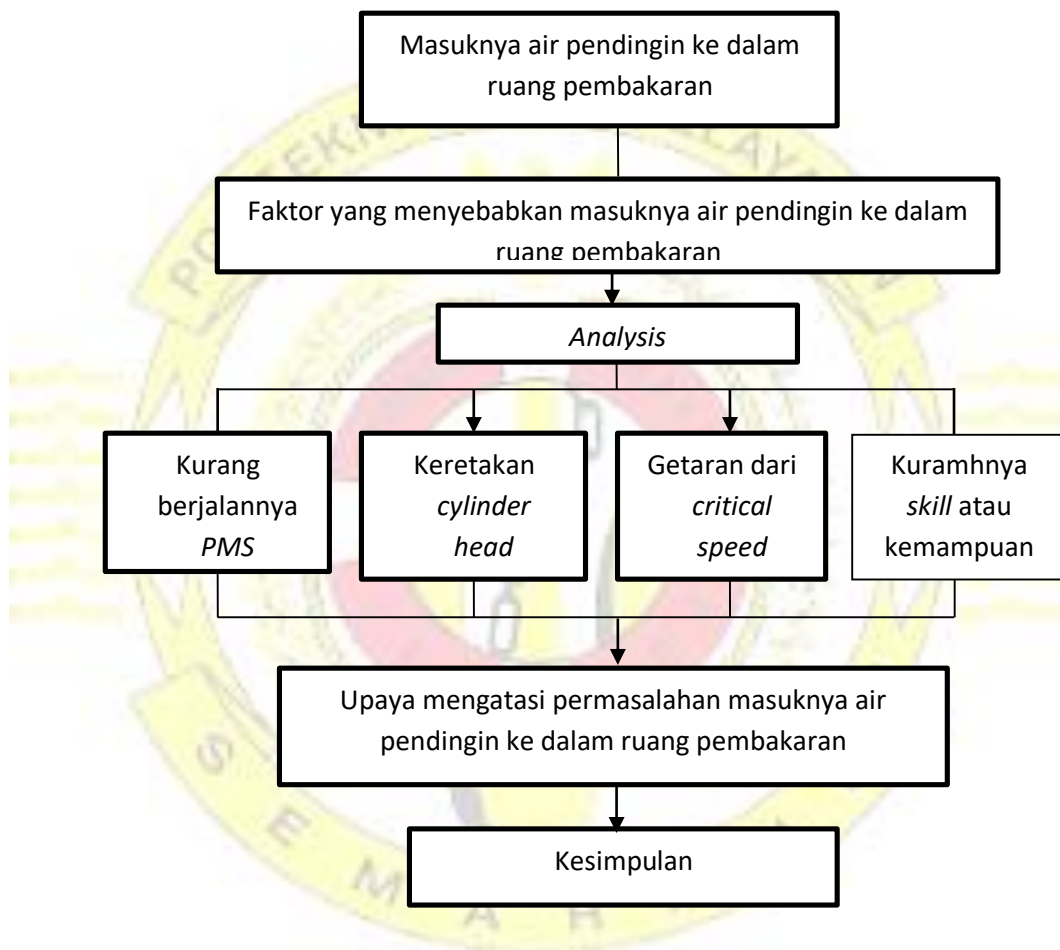 Masuknya air pendingin ke dalam
ruang pembakaran
Faktor yang menyebabkan masuknya air pendingin ke dalam
ruang pembakaran
Analysis
Kurang
berjalannya
PMS
Keretakan
cylinder
head
Getaran dari
critical
speed
Kuramhnya
skill atau
kemampuan
Upaya mengatasi permasalahan masuknya air
pendingin ke dalam ruang pembakaran
Kesimpulan